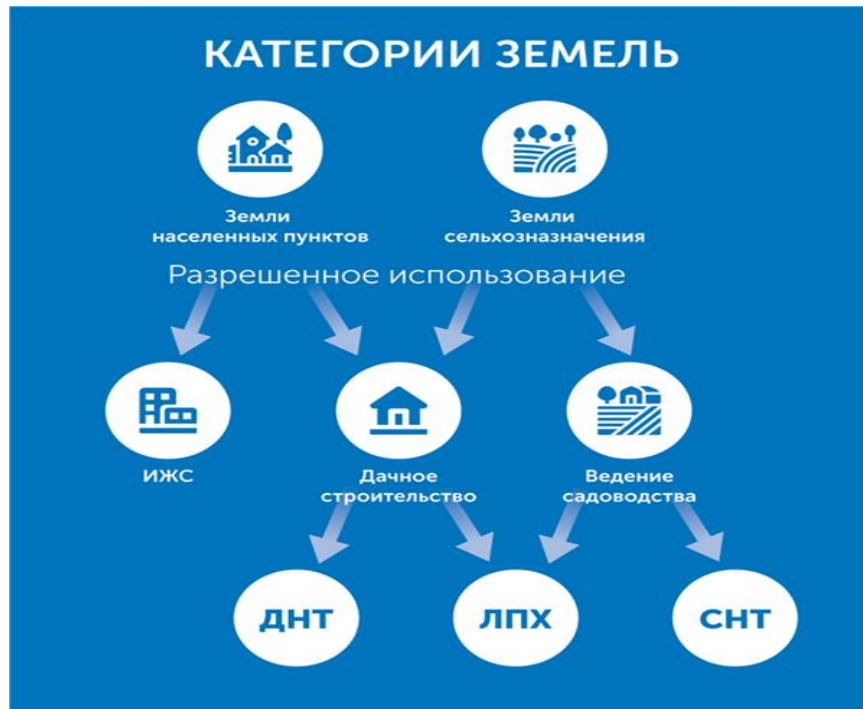 КАТЕГОРИИ ЗЕМЕЛЬ
Земли
населенных пунктов
Земли
сельхозназначения
Разрешенное использование
ИЖС
Дачное
строительство
Ведение
садоводства
ДНТ
ЛПХ
СНТ